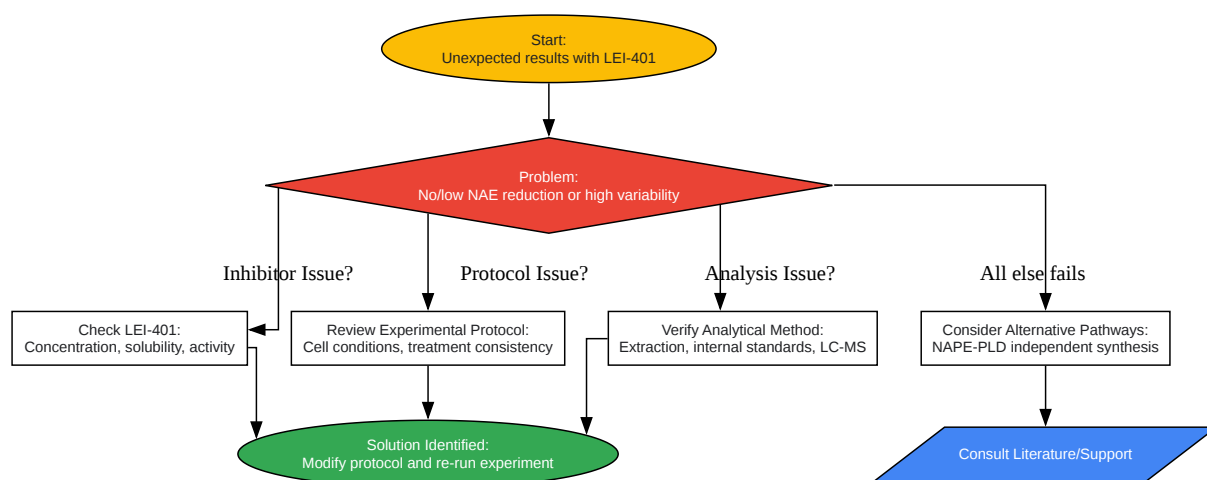 Start:
Unexpected results with LEI-401
Problem:
No/low NAE reduction or high variability
Inhibitor Issue?
Protocol Issue?
Analysis Issue?
All else fails
Check LEI-401:
Concentration, solubility, activity
Review Experimental Protocol:
Cell conditions, treatment consistency
Verify Analytical Method:
Extraction, internal standards, LC-MS
Consider Alternative Pathways:
NAPE-PLD independent synthesis
Solution Identified:
Modify protocol and re-run experiment
Consult Literature/Support